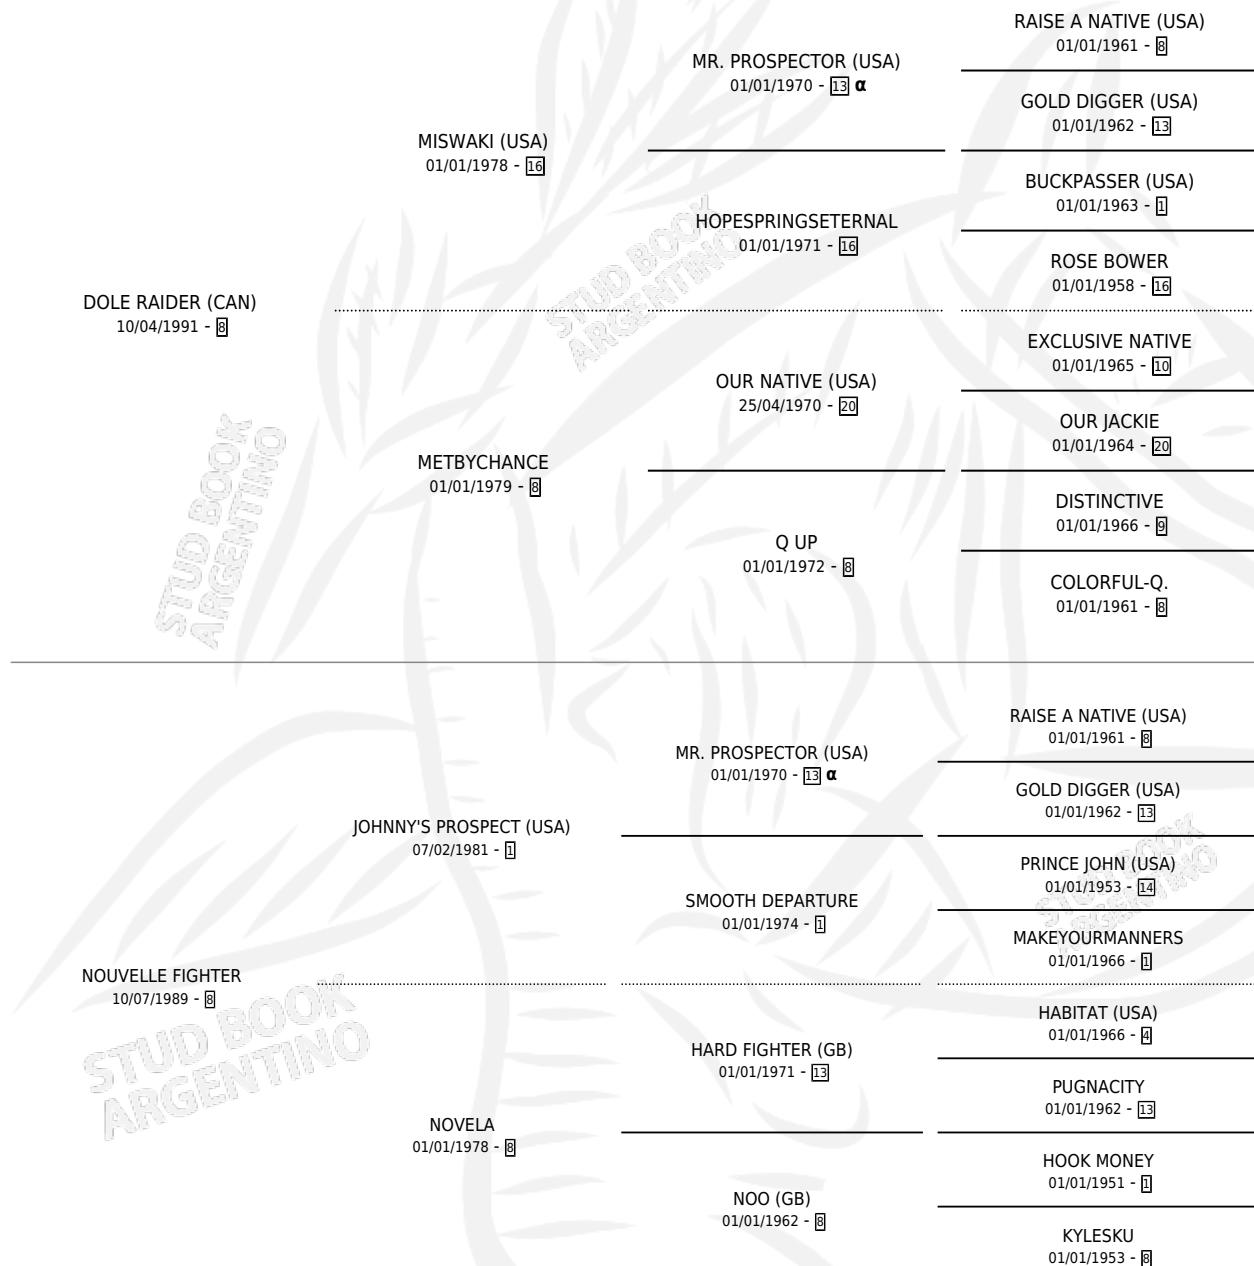 RAISE A NATIVE (USA)
01/01/1961 - 8
MR. PROSPECTOR (USA)
01/01/1970 - 13 α
GOLD DIGGER (USA)
01/01/1962 - 13
MISWAKI (USA)
01/01/1978 - 16
BUCKPASSER (USA)
01/01/1963 - 1
HOPESPRINGSETERNAL
01/01/1971 - 16
ROSE BOWER
01/01/1958 - 16
DOLE RAIDER (CAN)
10/04/1991 - 8
EXCLUSIVE NATIVE
01/01/1965 - 10
OUR NATIVE (USA)
25/04/1970 - 20
OUR JACKIE
01/01/1964 - 20
METBYCHANCE
01/01/1979 - 8
DISTINCTIVE
01/01/1966 - 9
Q UP
01/01/1972 - 8
COLORFUL-Q.
01/01/1961 - 8
STUD BOOK
ARGENTINO
STUD BOOK
ARGENTINO
RAISE A NATIVE (USA)
01/01/1961 - 8
MR. PROSPECTOR (USA)
01/01/1970 - 13 α
GOLD DIGGER (USA)
01/01/1962 - 13
JOHNNY'S PROSPECT (USA)
07/02/1981 - 1
PRINCE JOHN (USA)
01/01/1953 - 14
SMOOTH DEPARTURE
01/01/1974 - 1
MAKEYOURMANNERS
01/01/1966 - 1
NOUVELLE FIGHTER
10/07/1989 - 8
HABITAT (USA)
01/01/1966 - 4
HARD FIGHTER (GB)
01/01/1971 - 13
PUGNACITY
01/01/1962 - 13
NOVELA
01/01/1978 - 8
HOOK MONEY
01/01/1951 - 1
NOO (GB)
01/01/1962 - 8
KYLESKU
01/01/1953 - 8
STUD BOOK
ARGENTINO
STUD BOOK
ARGENTINO